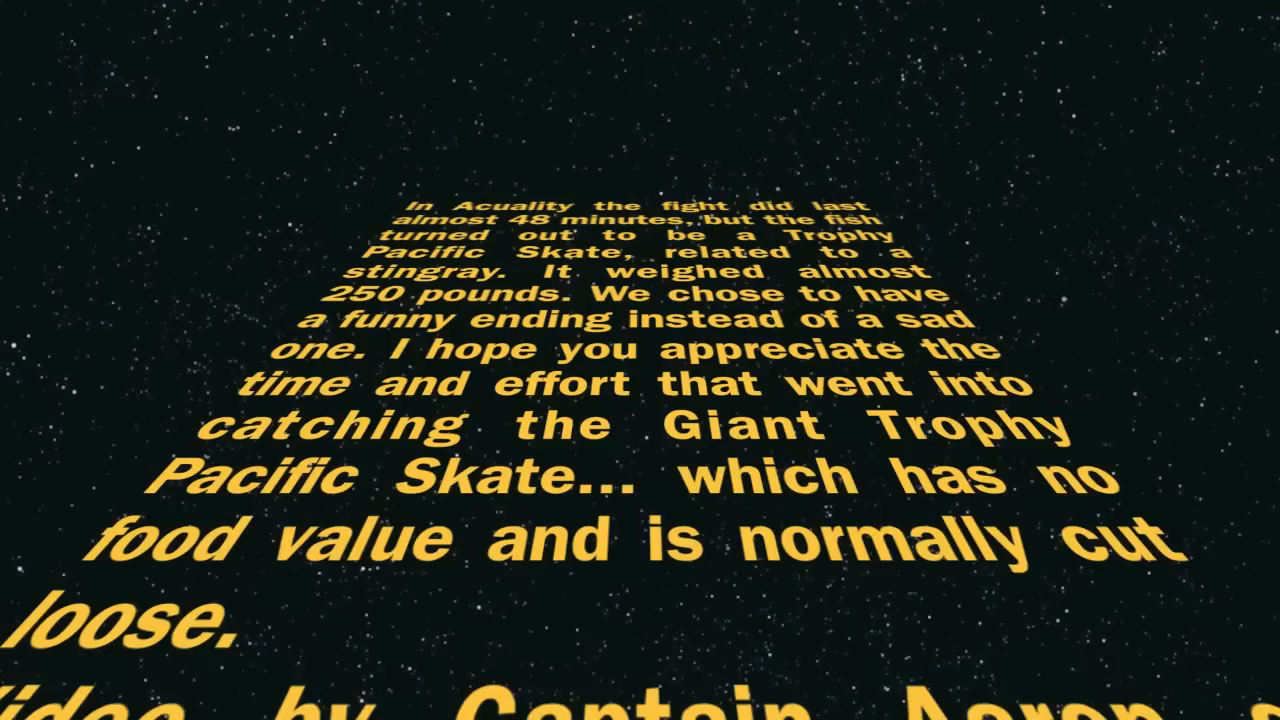 In Acuality the fight did last
almost 48 minutes, but the fish
turned out to be a Trophy
Pacific Skate, related to a
stingray. It weighed almost
250 pounds. We chose to have
a funny ending instead of a sad
one. I hope you appreciate the
time and effort that went into
catching the Giant Trophy
Pacific Skate... which has no
food value and is normally cut
loose.
by Captain Aaron